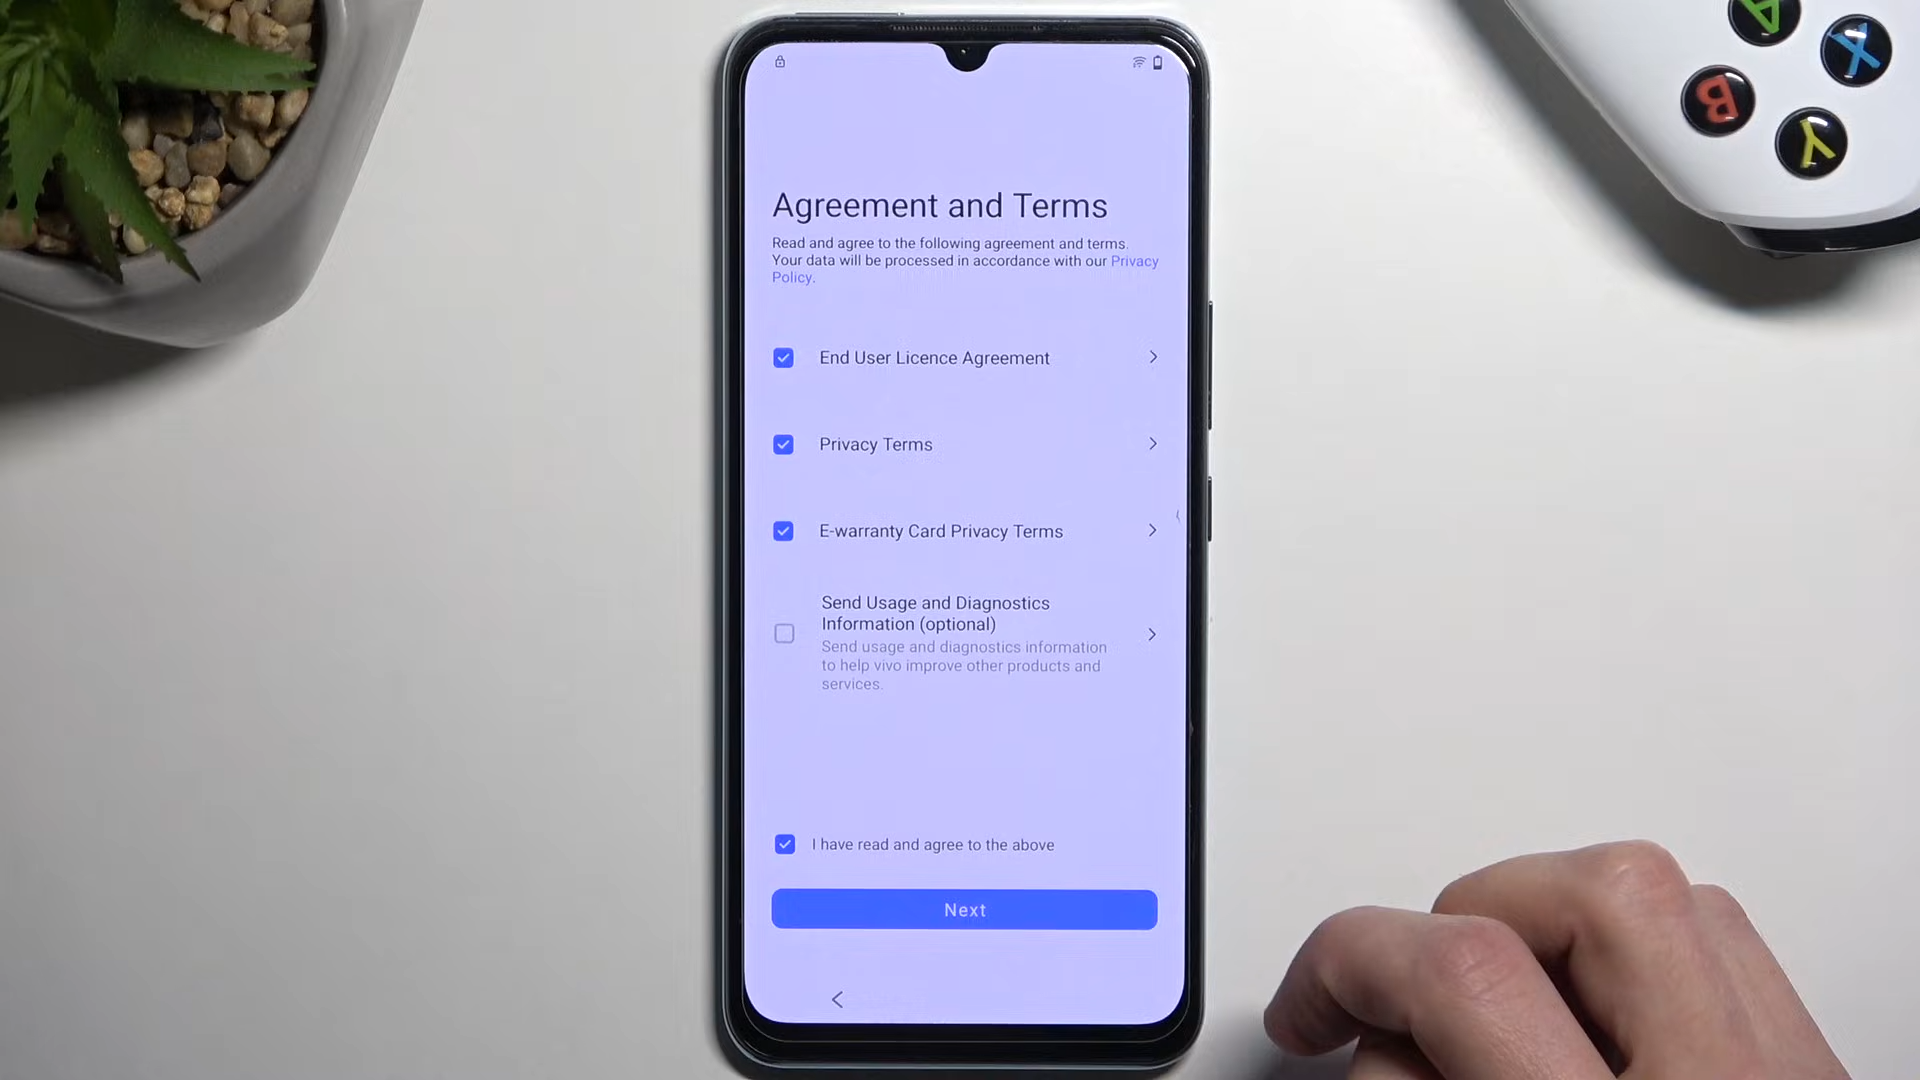 Agreement and Terms
Read and agree to the following agreement and terms.
Your data will be processed in accordance with our Privacy
Policy.
End User Licence Agreement
Privacy Terms
E-warranty Card Privacy Terms
Send Usage and Diagnostics
Information (optional)
Send usage and diagnostics information
to help vivo improve other products and
services.
I have read and agree to the above
Next
A
X
B
Y